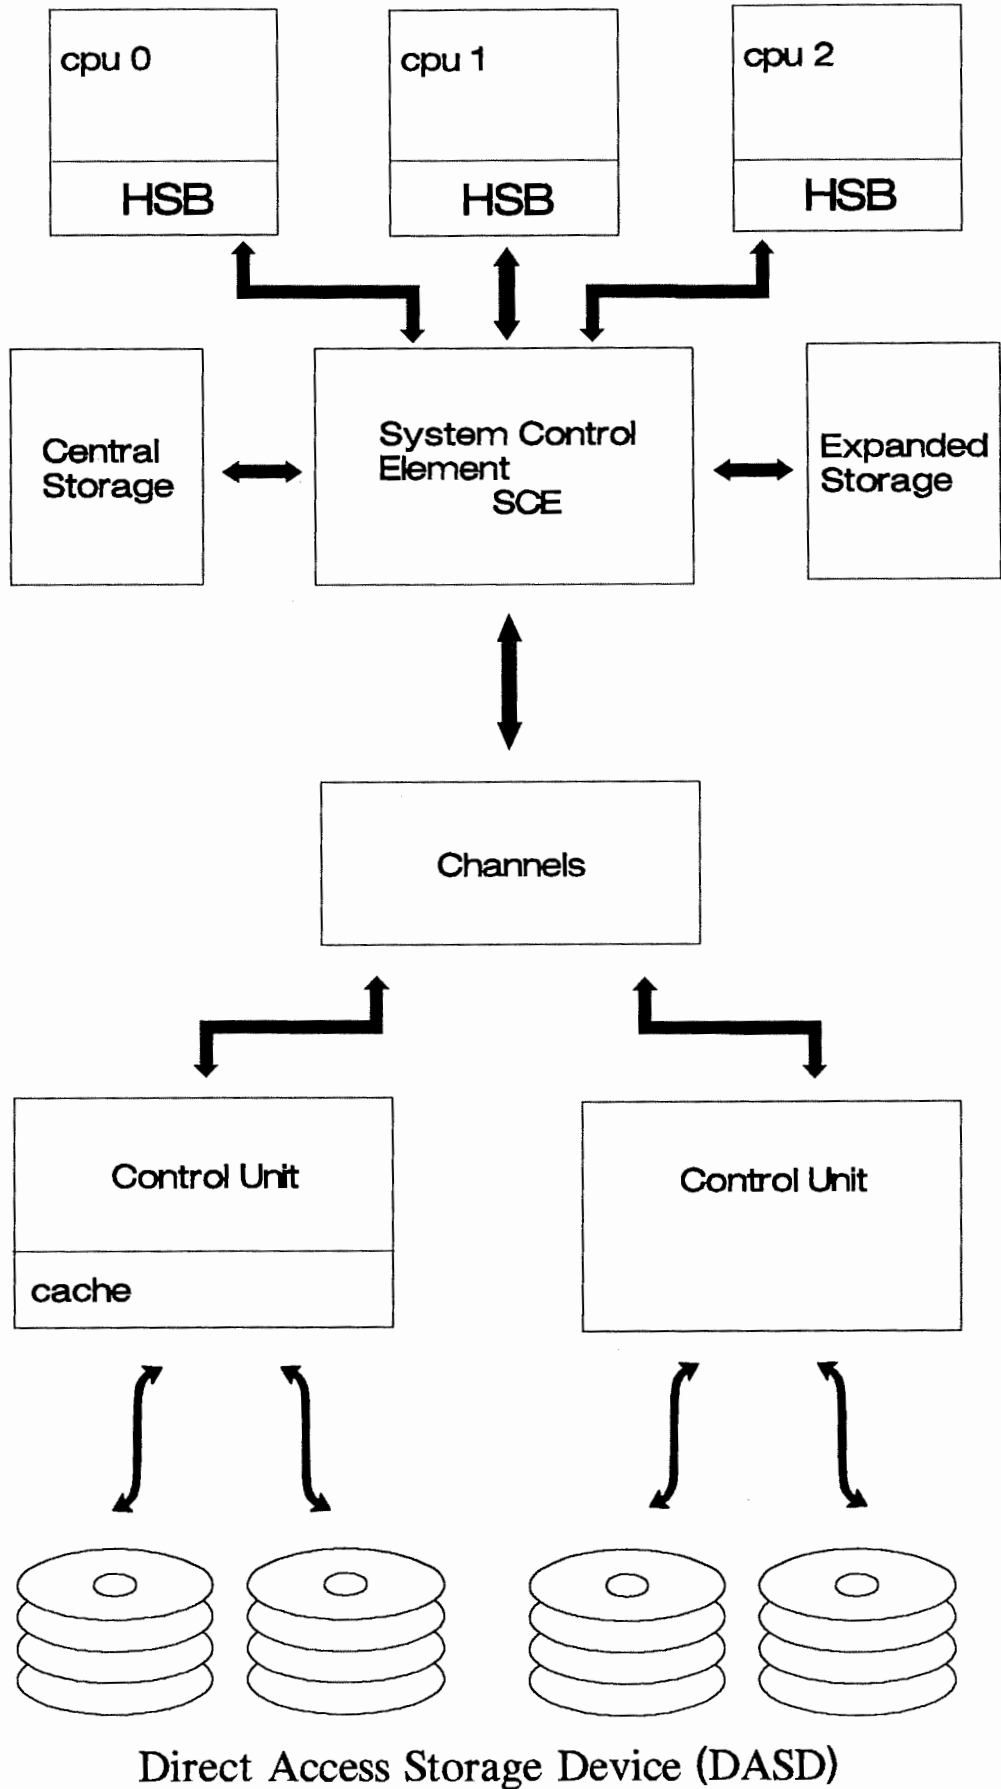 cpu 0
cpu 1
cpu 2
HSB
HSB
HSB
Central
Storage
System Control
Element
SCE
Expanded
Storage
Channels
Control Unit
Control Unit
cache
Direct Access Storage Device (DASD)